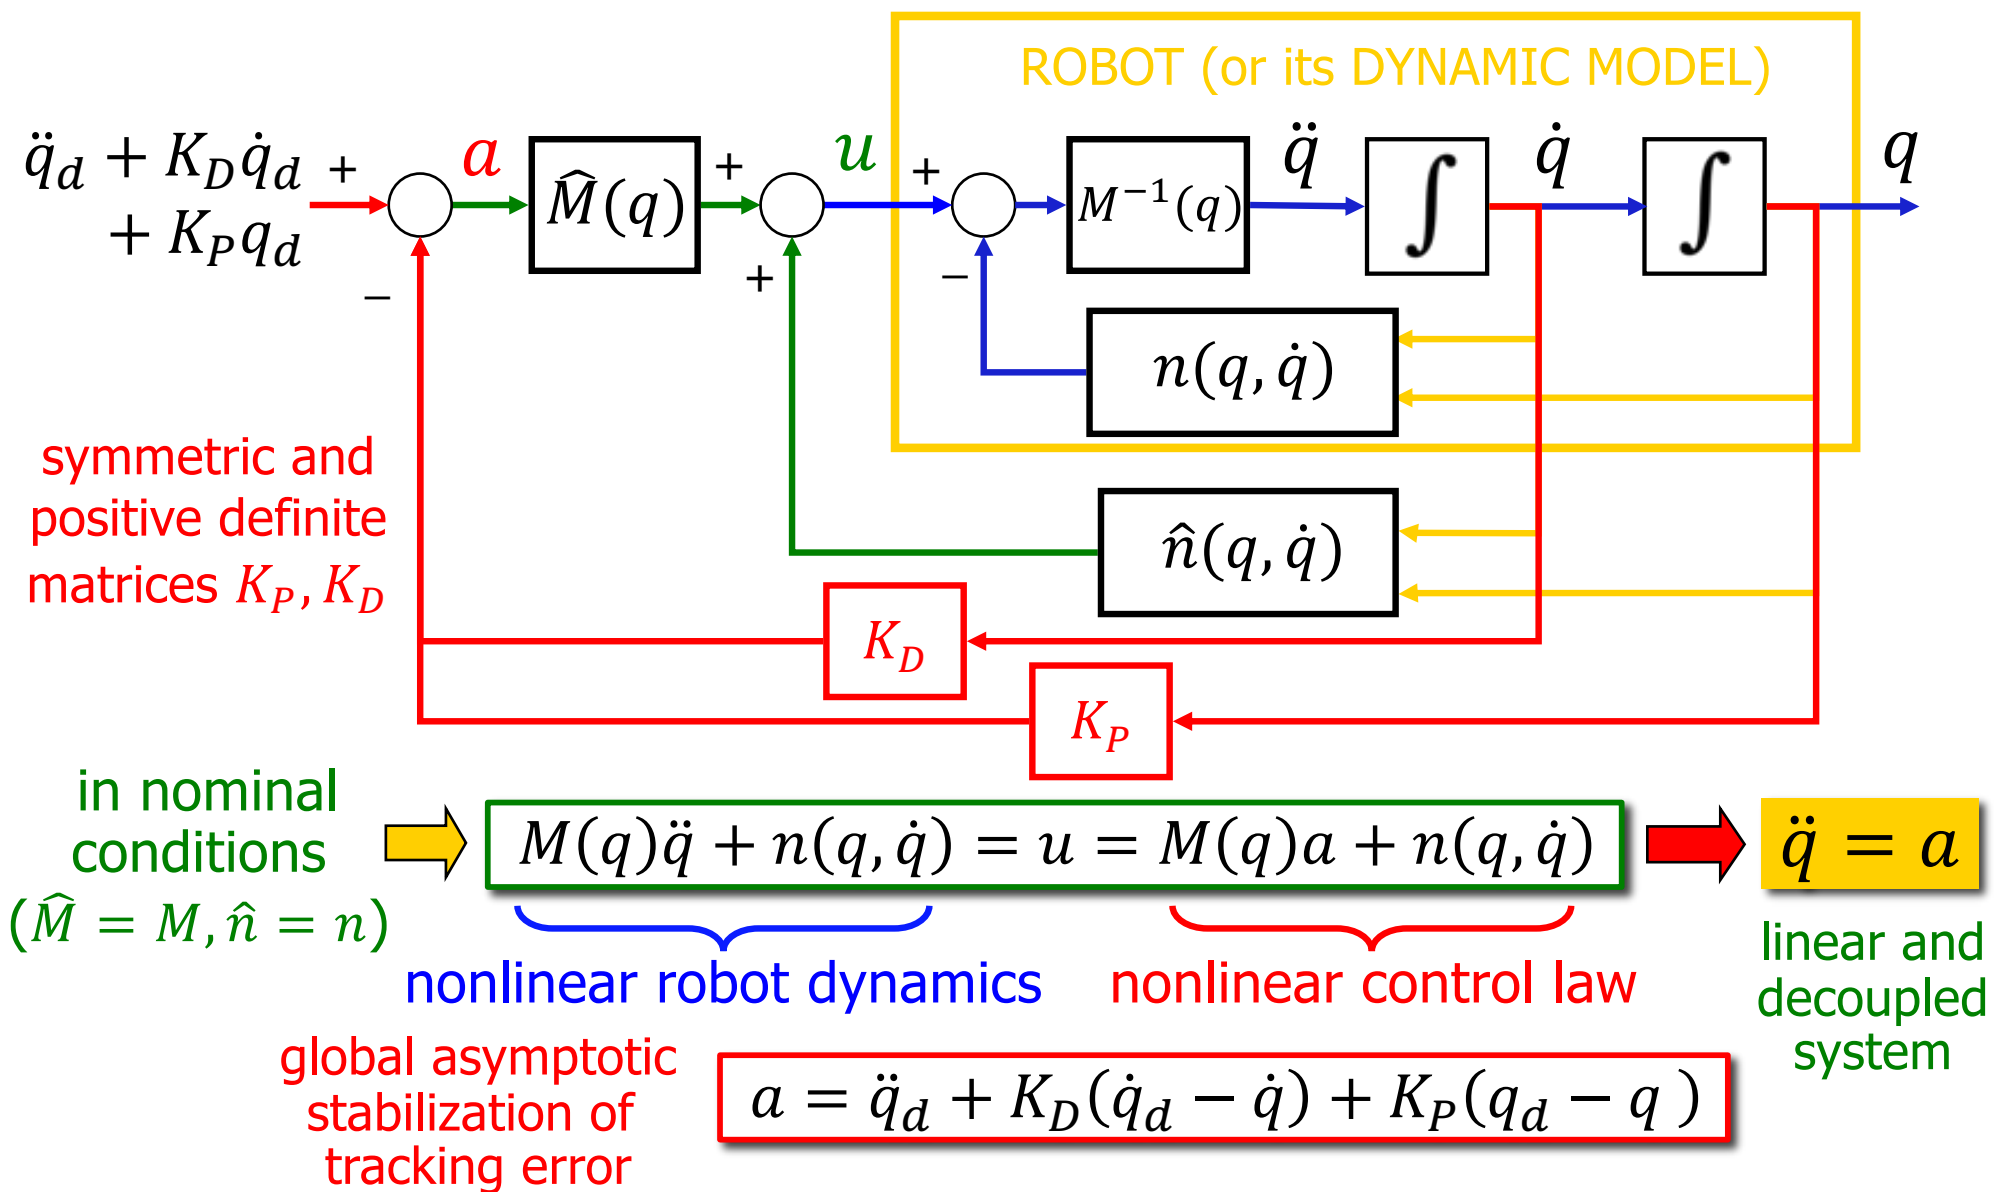 ROBOT (or its DYNAMIC MODEL)
q̈_d + K_D q̇_d
+ K_P q_d
+
−
a
M̂(q)
+
+
u
+
−
M⁻¹(q)
q̈
∫
q̇
∫
q
n(q, q̇)
n̂(q, q̇)
K_D
K_P
symmetric and
positive definite
matrices K_P, K_D
in nominal
conditions
(M̂ = M, n̂ = n)
M(q)q̈ + n(q, q̇) = u = M(q)a + n(q, q̇)
q̈ = a
nonlinear robot dynamics
nonlinear control law
linear and
decoupled
system
global asymptotic
stabilization of
tracking error
a = q̈_d + K_D(q̇_d − q̇) + K_P(q_d − q )